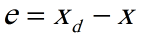 e = x_d − x